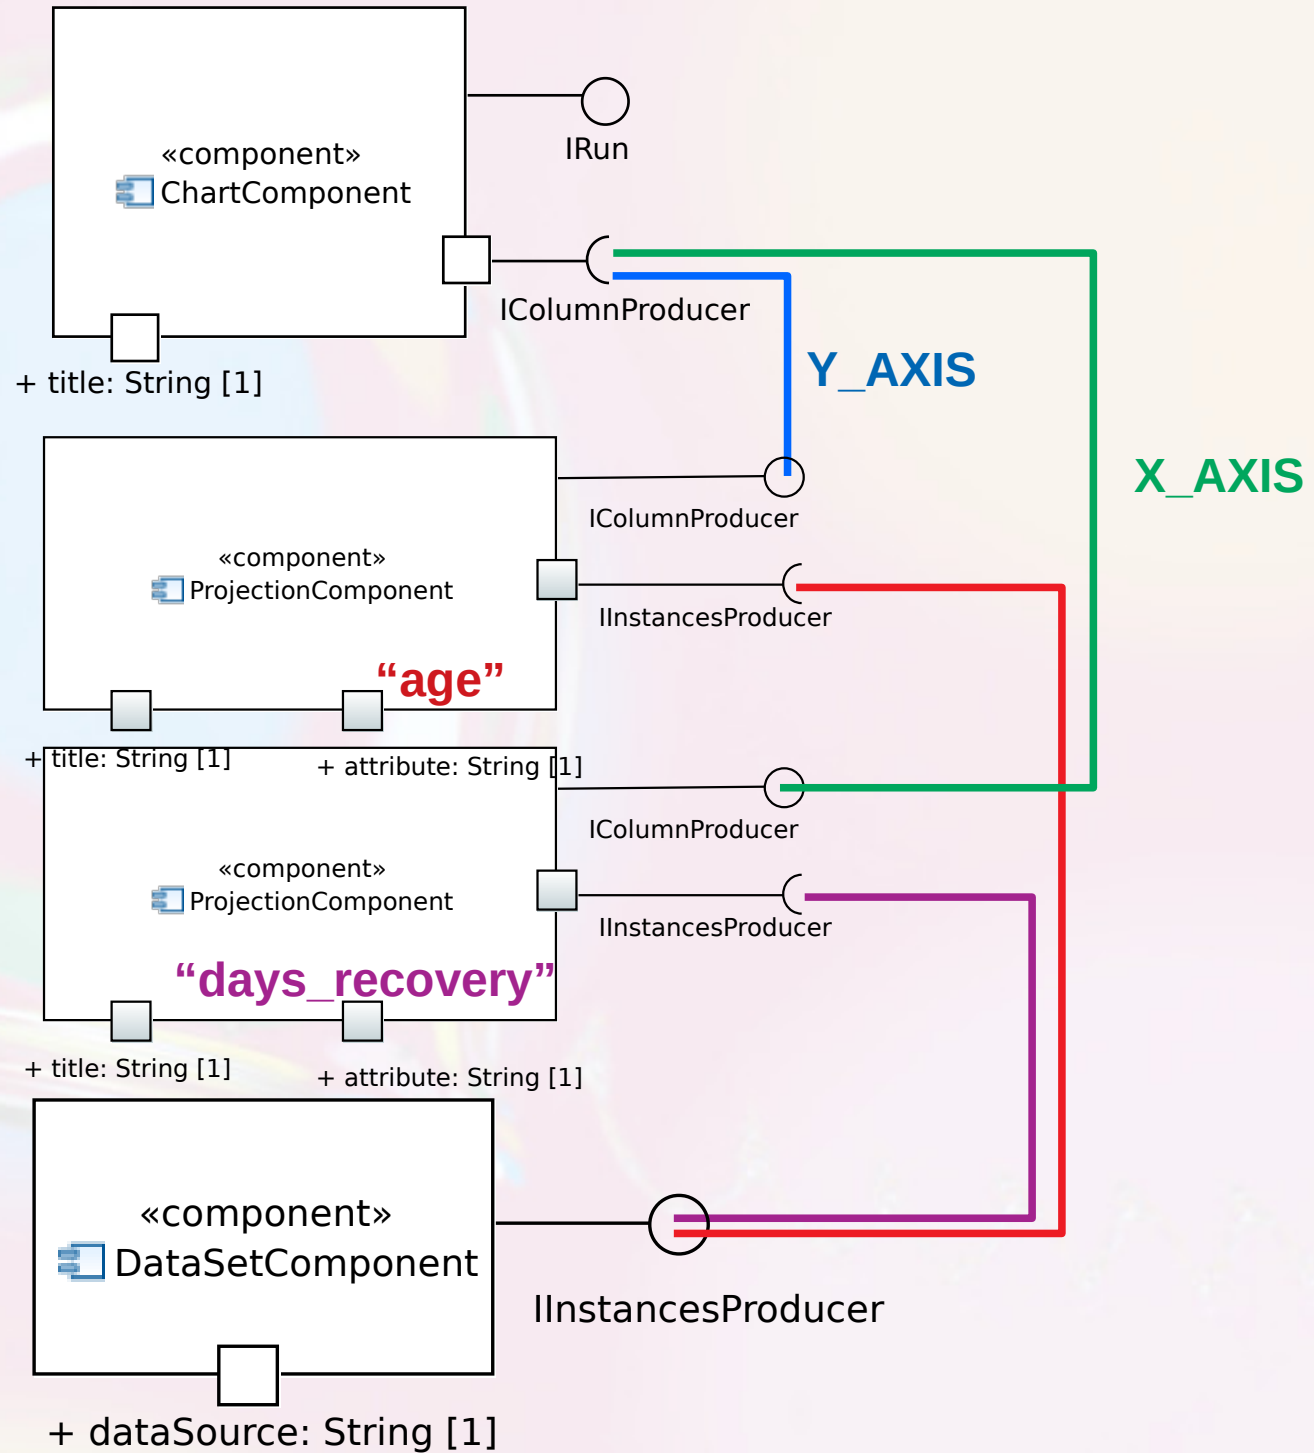 «component»
ChartComponent
IRun
IColumnProducer
+ title: String [1]
Y_AXIS
X_AXIS
«component»
ProjectionComponent
IColumnProducer
IInstancesProducer
“age”
+ title: String [1]
+ attribute: String [1]
«component»
ProjectionComponent
IColumnProducer
IInstancesProducer
“days_recovery”
+ title: String [1]
+ attribute: String [1]
«component»
DataSetComponent
IInstancesProducer
+ dataSource: String [1]